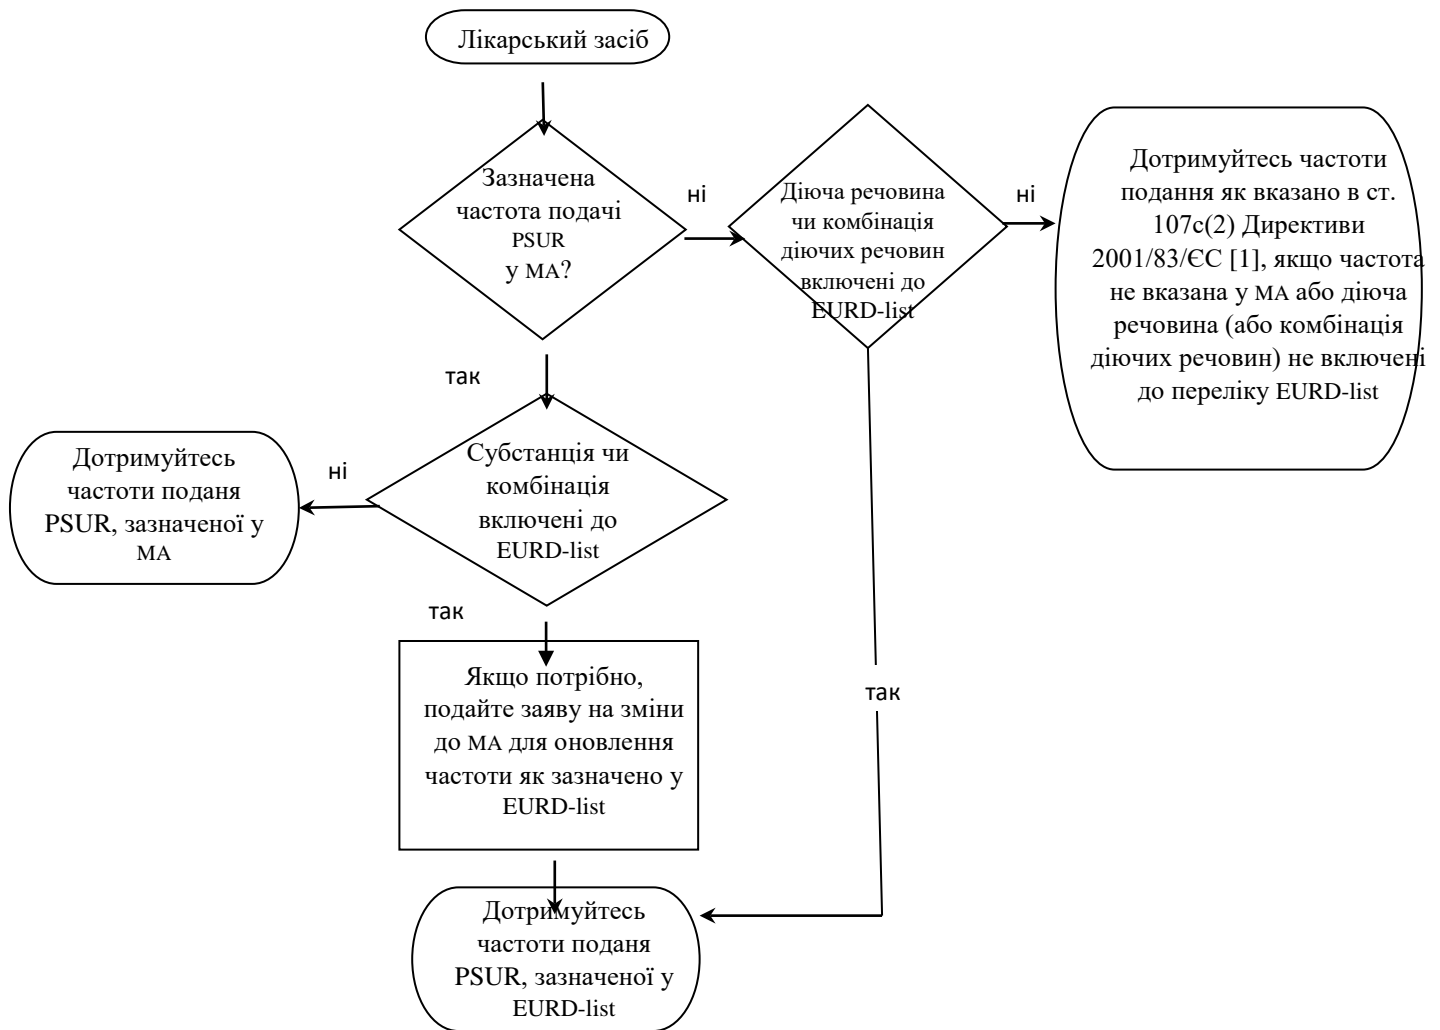 Лікарський засіб
Зазначена
частота подачі
PSUR
у МА?
ні
Діюча речовина
чи комбінація
діючих речовин
включені до
EURD-list
ні
Дотримуйтесь частоти
подання як вказано в ст.
107c(2) Директиви
2001/83/ЄС [1], якщо частота
не вказана у МА або діюча
речовина (або комбінація
діючих речовин) не включені
до переліку EURD-list
так
Субстанція чи
комбінація
включені до
EURD-list
ні
Дотримуйтесь
частоти поданя
PSUR, зазначеної у
МА
так
Якщо потрібно,
подайте заяву на зміни
до МА для оновлення
частоти як зазначено у
EURD-list
так
Дотримуйтесь
частоти поданя
PSUR, зазначеної у
EURD-list